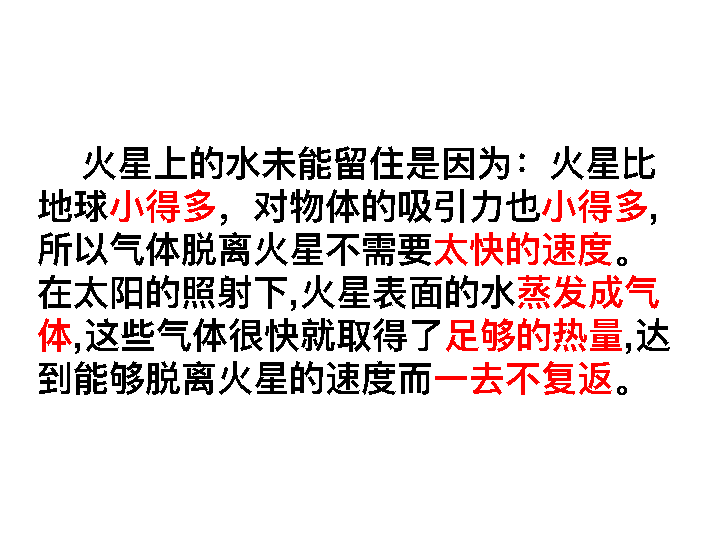 火星上的水未能留住是因为：火星比
地球小得多，对物体的吸引力也小得多,
所以气体脱离火星不需要太快的速度。
在太阳的照射下,火星表面的水蒸发成气
体,这些气体很快就取得了足够的热量,达
到能够脱离火星的速度而一去不复返。